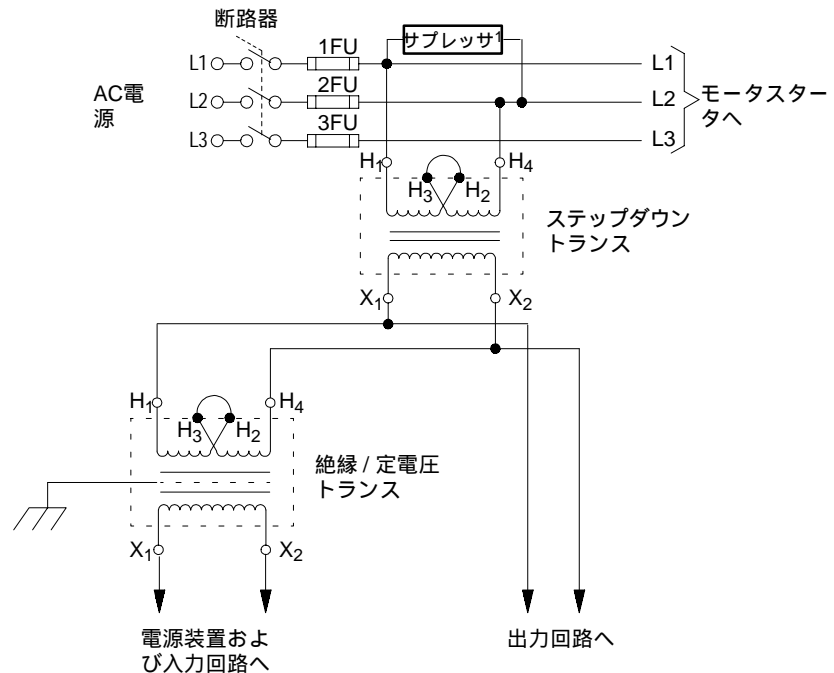 断路器
サプレッサ1
1FU
L1
L1
AC電
源
2FU
L2
L2
モータスター
タへ
3FU
L3
L3
H1
H4
H3
H2
ステップダウン
トランス
X1
X2
H1
H4
H3
H2
絶縁 / 定電圧
トランス
X1
X2
電源装置およ
び入力回路へ
出力回路へ